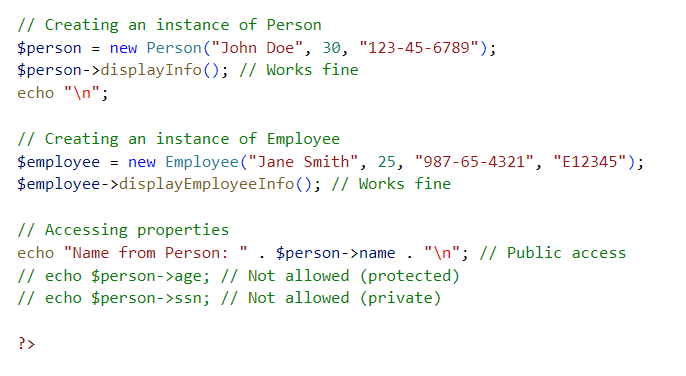 // Creating an instance of Person
$person = new Person("John Doe", 30, "123-45-6789");
$person->displayInfo(); // Works fine
echo "\n";
// Creating an instance of Employee
$employee = new Employee("Jane Smith", 25, "987-65-4321", "E12345");
$employee->displayEmployeeInfo(); // Works fine
// Accessing properties
echo "Name from Person: " . $person->name . "\n"; // Public access
// echo $person->age; // Not allowed (protected)
// echo $person->ssn; // Not allowed (private)
?>